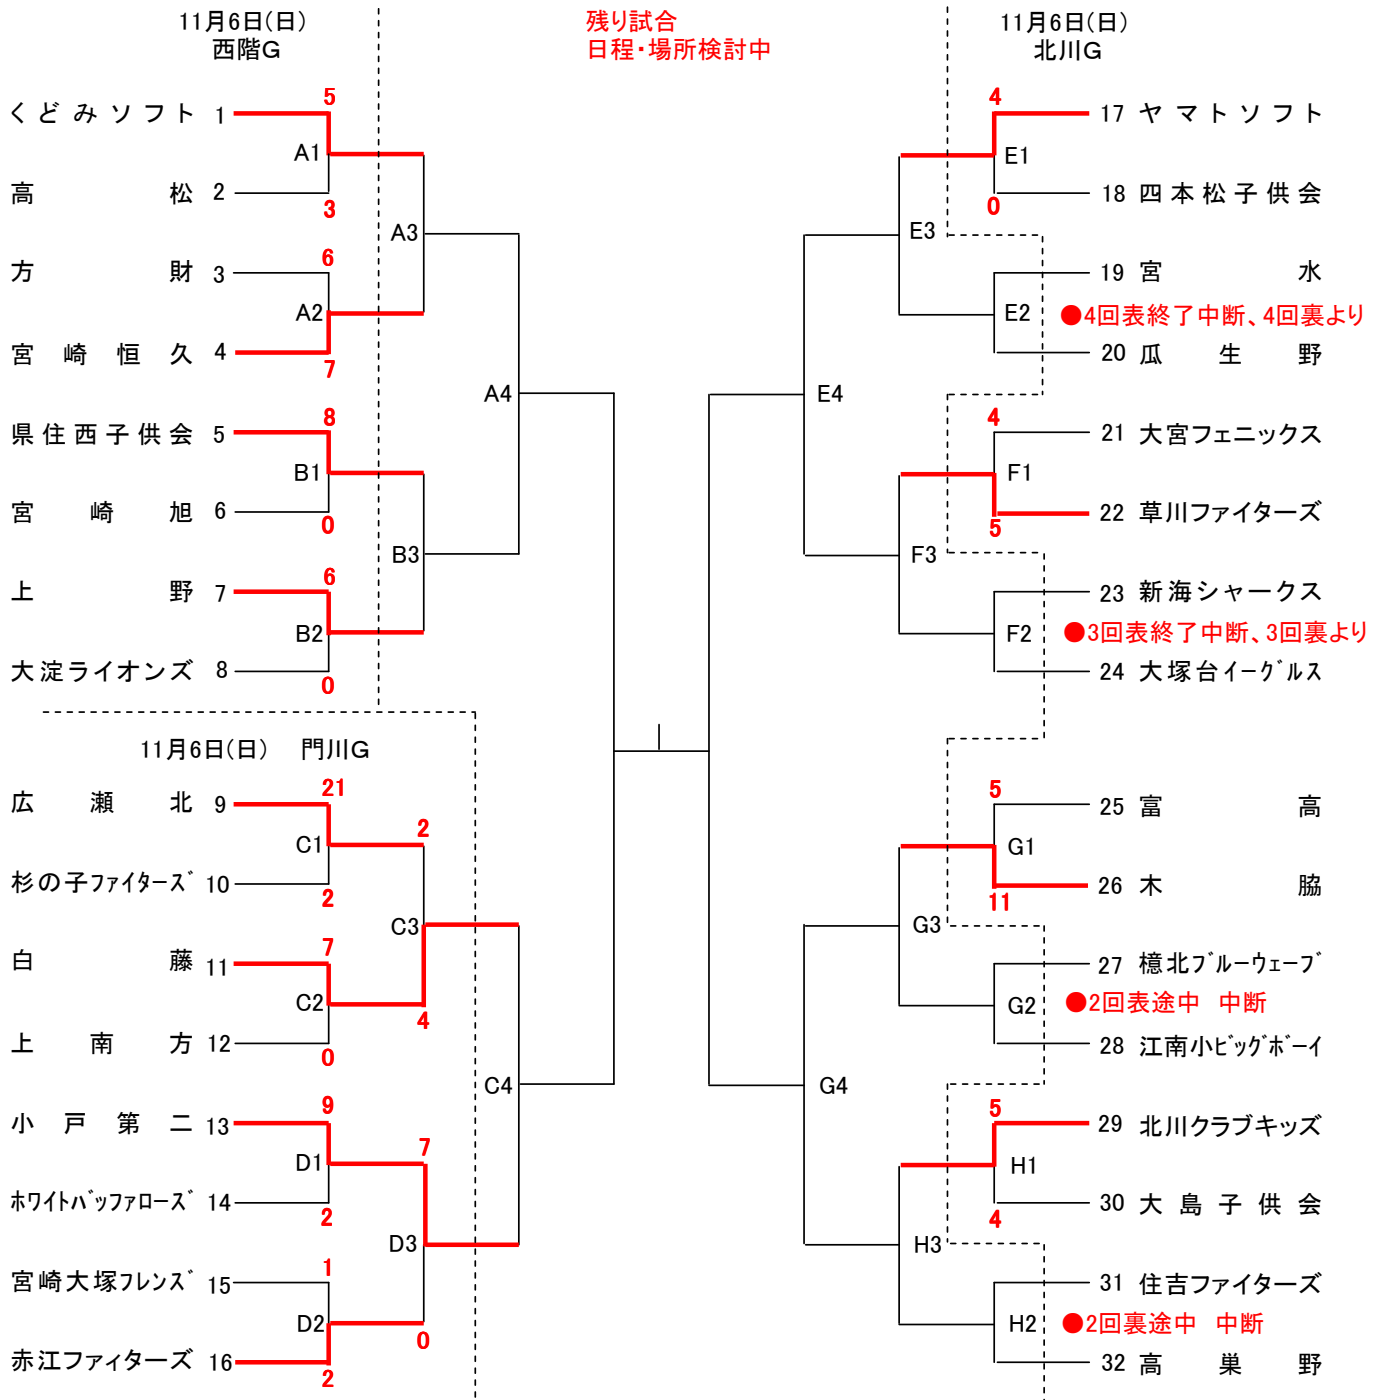 11月6日(日)
西階G
残り試合
日程・場所検討中
11月6日(日)
北川G
くどみソフト 1
5
A1
高松 2
3
A3
方財 3
6
A2
宮崎恒久 4
7
A4
県住西子供会 5
8
B1
宮崎旭 6
0
B3
上野 7
6
B2
大淀ライオンズ 8
0
11月6日(日) 門川G
広瀬北 9
21
C1
2
杉の子ファイターズ 10
2
C3
白藤 11
7
C2
4
上南方 12
0
C4
小戸第二 13
9
D1
7
ホワイトバッファローズ 14
2
D3
宮崎大塚フレンズ 15
1
D2
0
赤江ファィターズ 16
2
4
17 ヤマトソフト
E1
0
18 四本松子供会
E3
19 宮水
E2
●4回表終了中断、4回裏より
20 瓜生野
E4
4
21 大宮フェニックス
F1
5
22 草川ファイターズ
F3
23 新海シャークス
F2
●3回表終了中断、3回裏より
24 大塚台イーグルス
5
25 富高
G1
11
26 木脇
G3
27 檍北ブルーウェーブ
G2
●2回表途中 中断
28 江南小ビッグボーイ
G4
5
29 北川クラブキッズ
H1
4
30 大島子供会
H3
31 住吉ファイターズ
H2
●2回裏途中 中断
32 高巣野